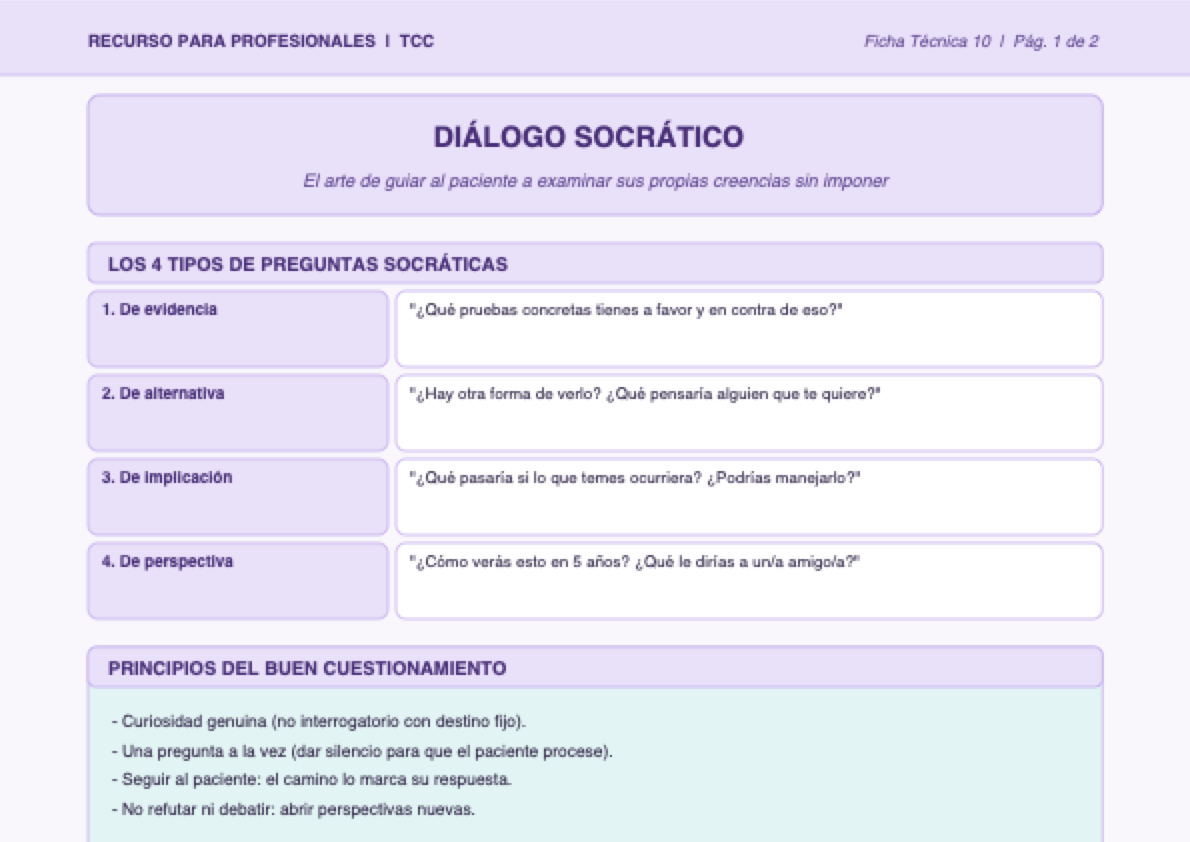 RECURSO PARA PROFESIONALES | TCC
Ficha Técnica 10 | Pág. 1 de 2
DIÁLOGO SOCRÁTICO
El arte de guiar al paciente a examinar sus propias creencias sin imponer
LOS 4 TIPOS DE PREGUNTAS SOCRÁTICAS
1. De evidencia
"¿Qué pruebas concretas tienes a favor y en contra de eso?"
2. De alternativa
"¿Hay otra forma de verlo? ¿Qué pensaría alguien que te quiere?"
3. De implicación
"¿Qué pasaría si lo que temes ocurriera? ¿Podrías manejarlo?"
4. De perspectiva
"¿Cómo verás esto en 5 años? ¿Qué le dirías a un/a amigo/a?"
PRINCIPIOS DEL BUEN CUESTIONAMIENTO
- Curiosidad genuina (no interrogatorio con destino fijo).
- Una pregunta a la vez (dar silencio para que el paciente procese).
- Seguir al paciente: el camino lo marca su respuesta.
- No refutar ni debatir: abrir perspectivas nuevas.